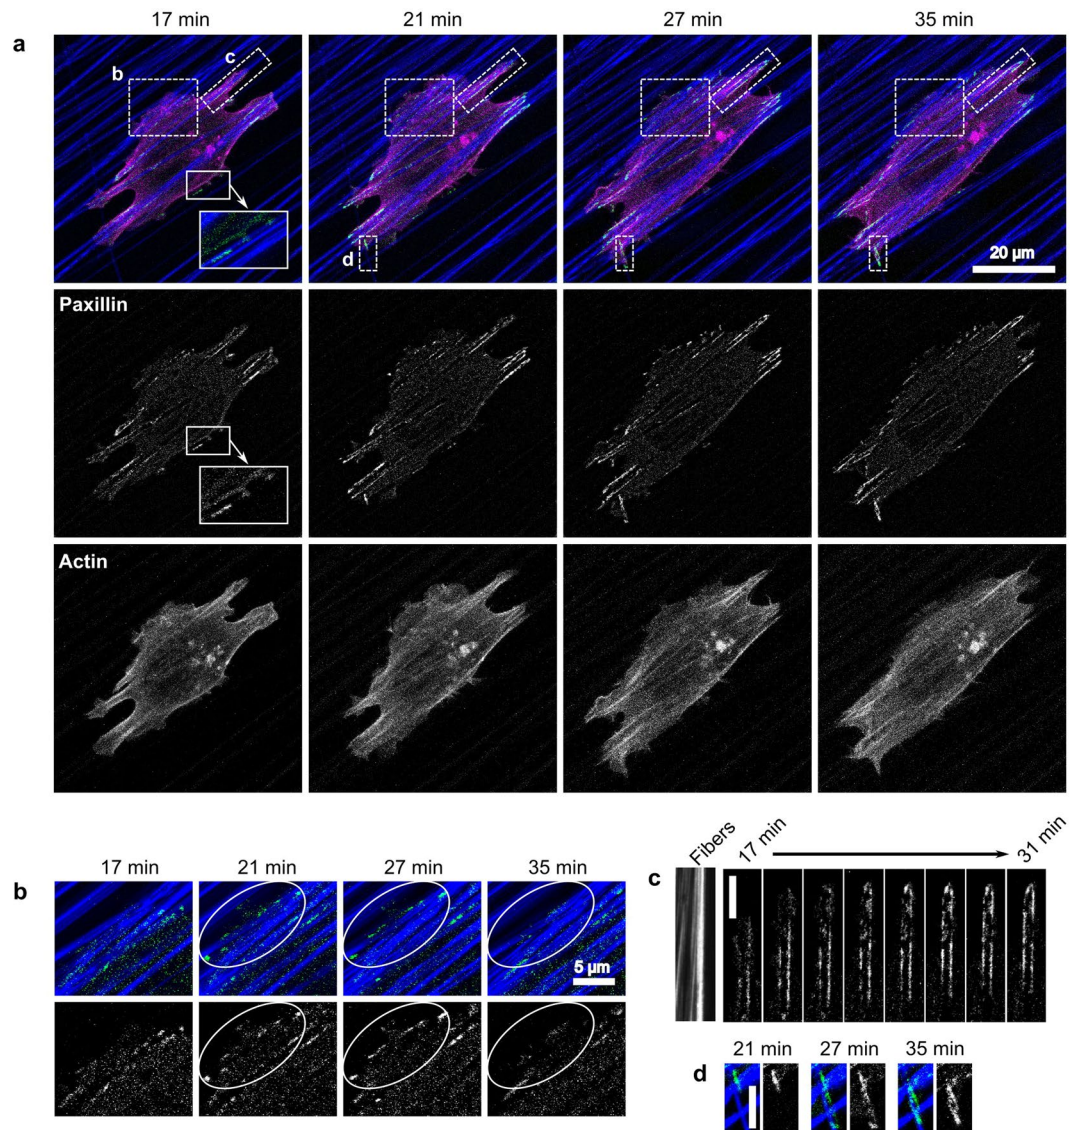 17 min 21 min 27 min 35 min
a
b c
d
20 µm
Paxillin
Actin
b
17 min 21 min 27 min 35 min
5 µm
c
Fibers 17 min 31 min
d
21 min 27 min 35 min